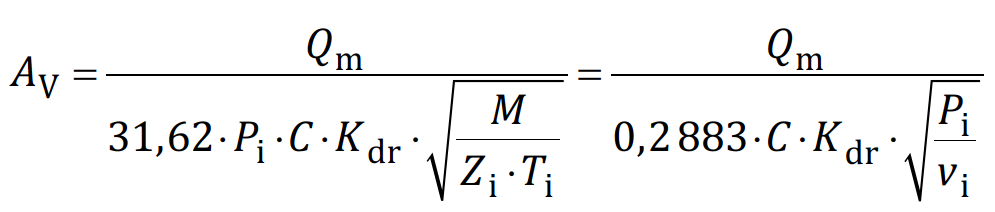 A_V = Q_m / (31,62 · P_i · C · K_dr · √(M / (Z_i · T_i))) = Q_m / (0,2883 · C · K_dr · √(P_i / v_i))